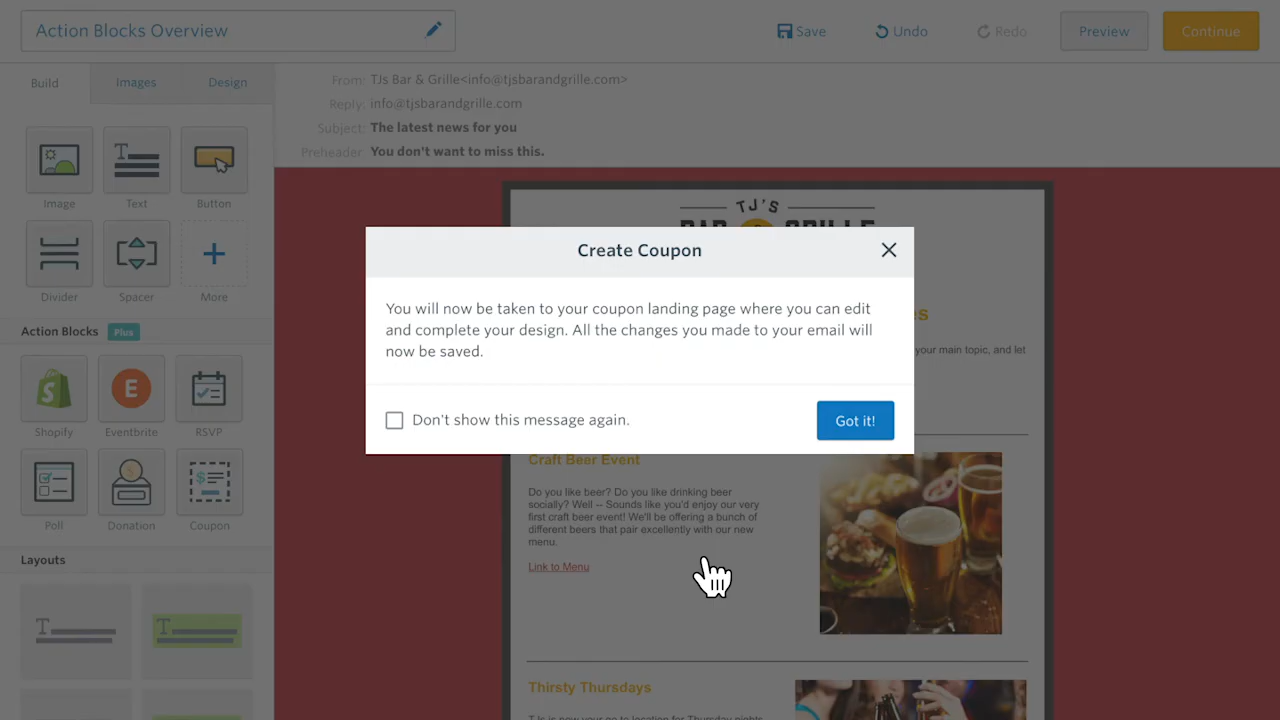 Action Blocks Overview
Save
Undo
Redo
Preview
Continue
Build
Images
Design
From: TJs Bar & Grille<info@tjsbarandgrille.com>
Reply: info@tjsbarandgrille.com
Subject: The latest news for you
Preheader: You don't want to miss this.
Image
Text
Button
Divider
Spacer
More
Action Blocks Plus
Shopify
Eventbrite
RSVP
Poll
Donation
Coupon
Layouts
TJ'S
Create Coupon
You will now be taken to your coupon landing page where you can edit
and complete your design. All the changes you made to your email will
now be saved.
Don't show this message again.
Got it!
your main topic, and let
Craft Beer Event
Do you like beer? Do you like drinking beer
socially? Well -- Sounds like you'd enjoy our very
first craft beer event! We'll be offering a bunch of
different beers that pair excellently with our new
menu.
Link to Menu
Thirsty Thursdays